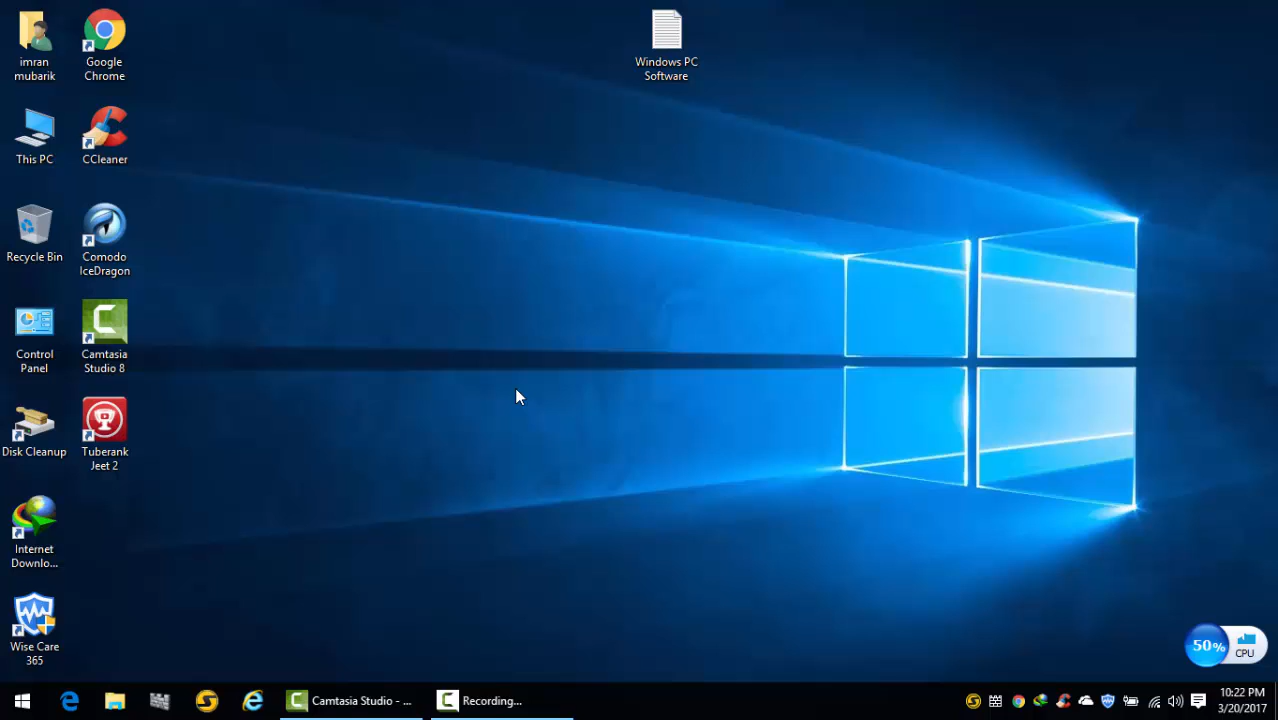 imran
mubarik
Google
Chrome
Windows PC
Software
This PC
CCleaner
Recycle Bin
Comodo
IceDragon
Control
Panel
Camtasia
Studio 8
Disk Cleanup
Tuberank
Jeet 2
Internet
Downlo...
Wise Care
365
50%
CPU
Camtasia Studio - ...
Recording...
10:22 PM
3/20/2017